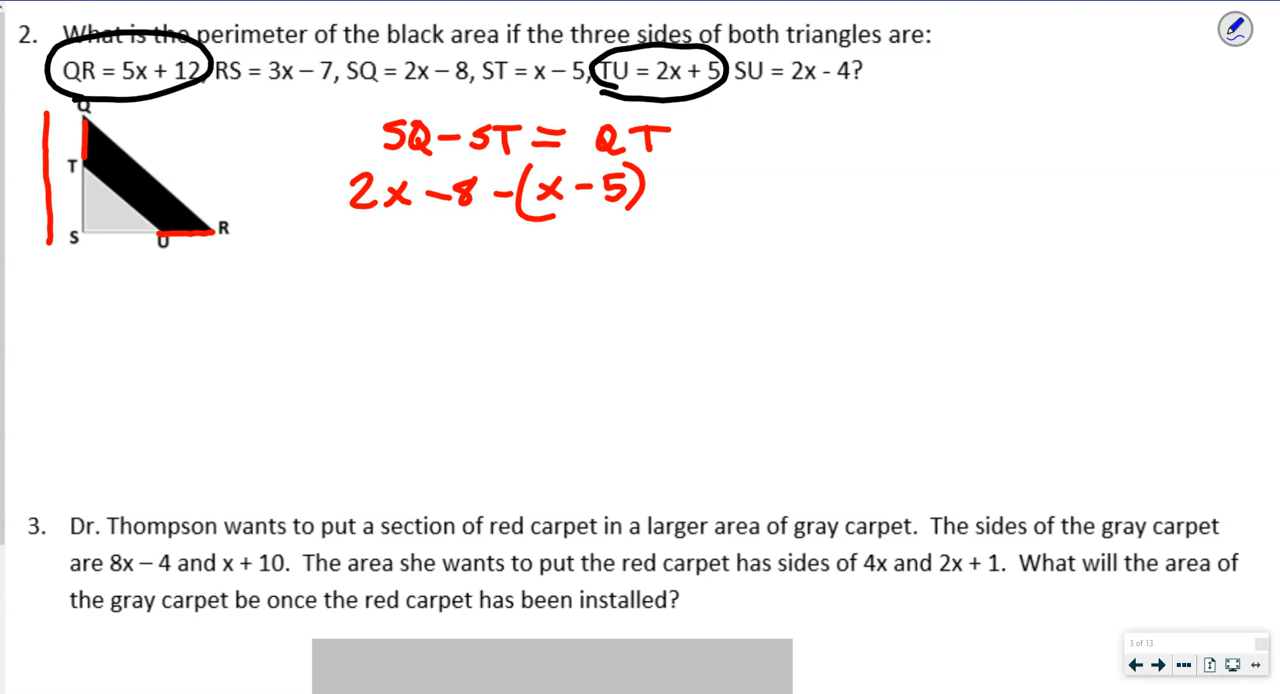 2. What is the perimeter of the black area if the three sides of both triangles are:
QR = 5x + 12, RS = 3x – 7, SQ = 2x – 8, ST = x – 5, TU = 2x + 5, SU = 2x - 4?
Q
SQ – ST = QT
T
2x – 8 – (x – 5)
R
S
U
3. Dr. Thompson wants to put a section of red carpet in a larger area of gray carpet. The sides of the gray carpet
are 8x – 4 and x + 10. The area she wants to put the red carpet has sides of 4x and 2x + 1. What will the area of
the gray carpet be once the red carpet has been installed?
3 of 13